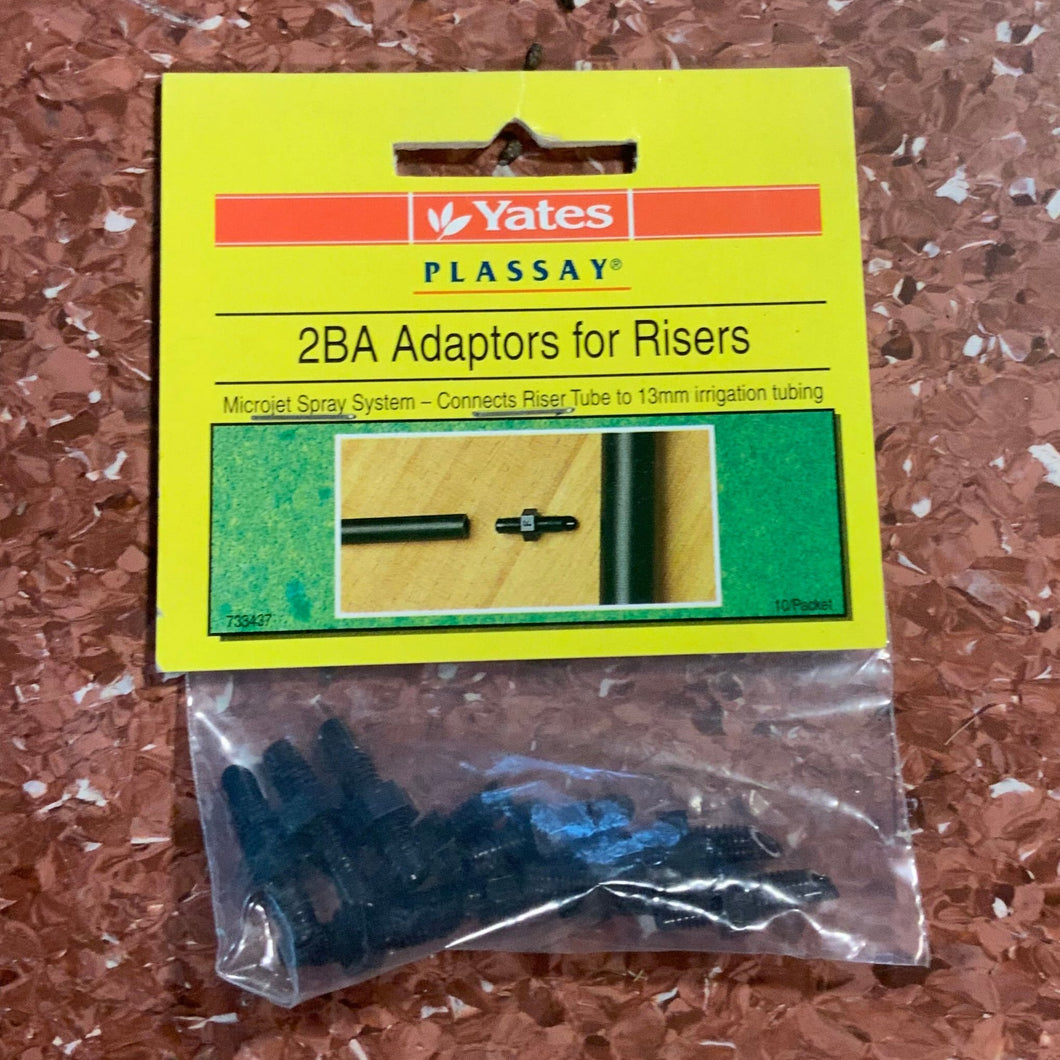 Yates
PLASSAY®
2BA Adaptors for Risers
Microjet Spray System – Connects Riser Tube to 13mm irrigation tubing
733437
10/Packet